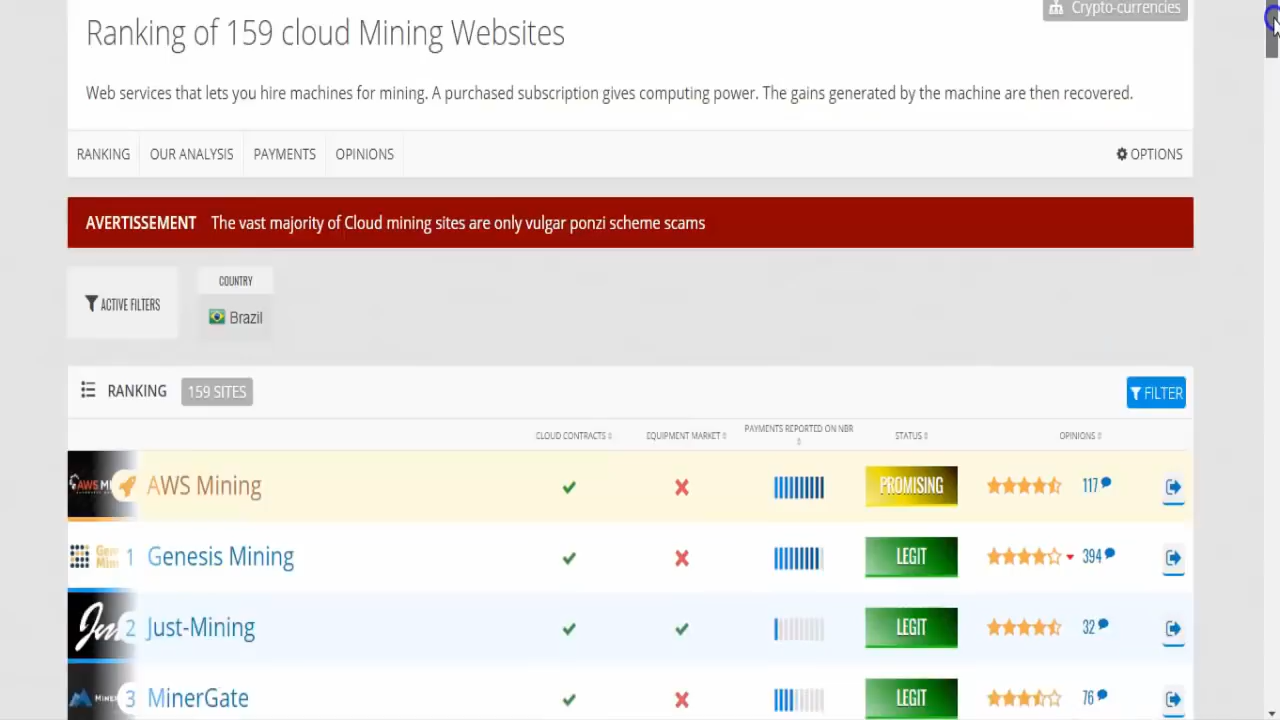 Crypto-currencies
Ranking of 159 cloud Mining Websites
Web services that lets you hire machines for mining. A purchased subscription gives computing power. The gains generated by the machine are then recovered.
RANKING OUR ANALYSIS PAYMENTS OPINIONS OPTIONS
AVERTISSEMENT The vast majority of Cloud mining sites are only vulgar ponzi scheme scams
COUNTRY
ACTIVE FILTERS
Brazil
RANKING 159 SITES FILTER
CLOUD CONTRACTS EQUIPMENT MARKET PAYMENTS REPORTED ON NBR STATUS OPINIONS
AWS Mining PROMISING 117
1 Genesis Mining LEGIT 394
2 Just-Mining LEGIT 32
3 MinerGate LEGIT 76